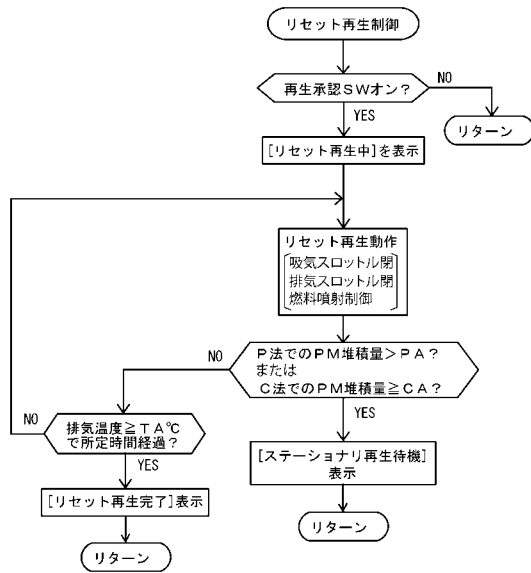 リセット再生制御
再生承認SWオン？
NO
YES
リターン
[リセット再生中]を表示
リセット再生動作
吸気スロットル閉
排気スロットル閉
燃料噴射制御
P法でのPM堆積量＞PA？
または
C法でのPM堆積量≧CA？
NO
YES
排気温度≧TA℃
で所定時間経過？
NO
YES
[ステーショナリ再生待機]
表示
[リセット再生完了]表示
リターン
リターン